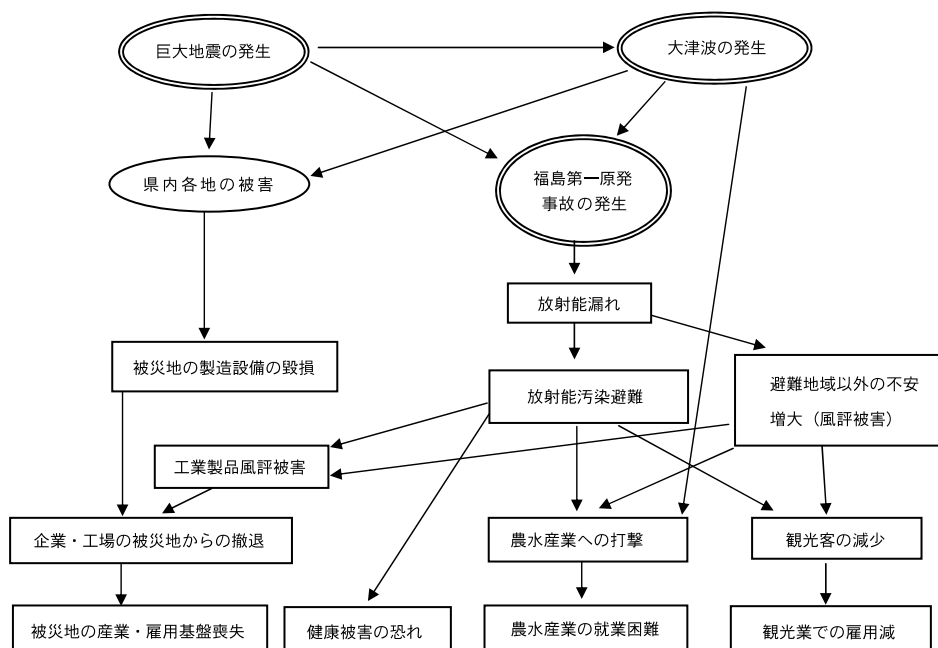 巨大地震の発生
大津波の発生
県内各地の被害
福島第一原発
事故の発生
放射能漏れ
被災地の製造設備の毀損
放射能汚染避難
避難地域以外の不安
増大（風評被害）
工業製品風評被害
企業・工場の被災地からの撤退
農水産業への打撃
観光客の減少
被災地の産業・雇用基盤喪失
健康被害の恐れ
農水産業の就業困難
観光業での雇用減